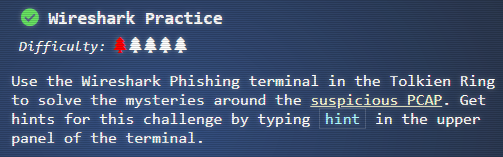 Wireshark Practice
Difficulty:
Use the Wireshark Phishing terminal in the Tolkien Ring
to solve the mysteries around the suspicious PCAP. Get
hints for this challenge by typing hint in the upper
panel of the terminal.